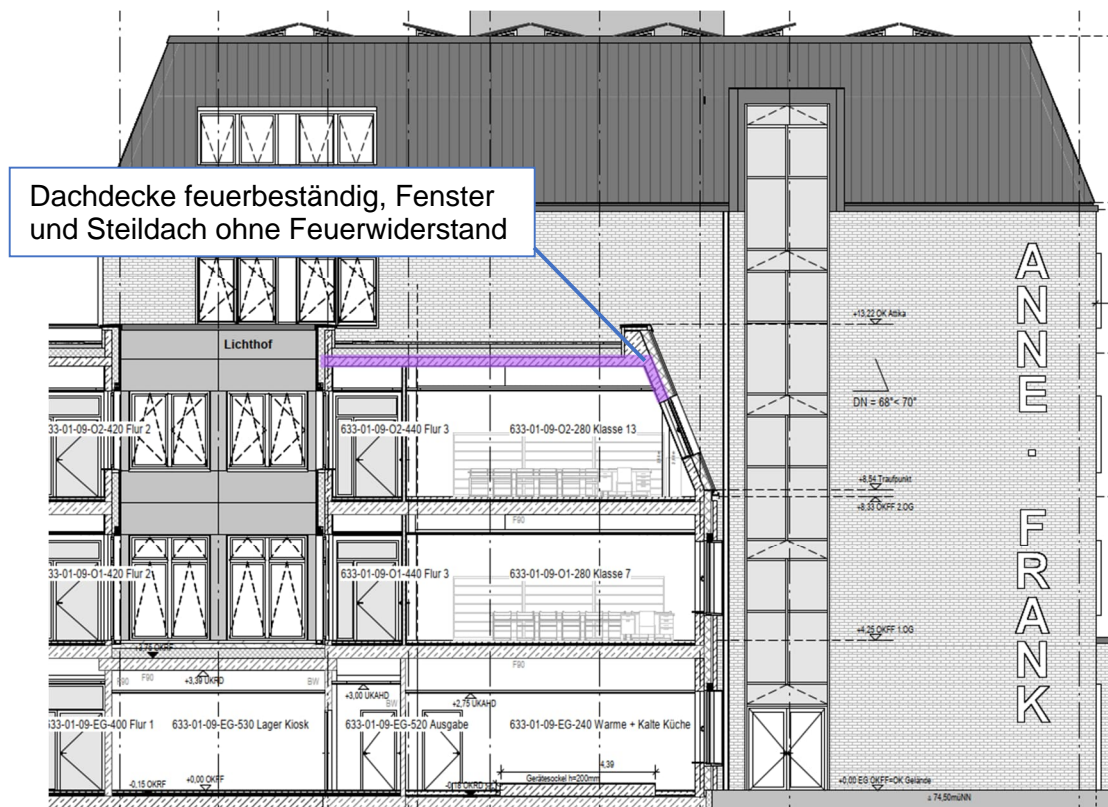 Dachdecke feuerbeständig, Fenster
und Steildach ohne Feuerwiderstand
ANNE · FRANK
+13,22 OK Attika
Lichthof
DN = 68°< 70°
633-01-09-O2-420 Flur 2
633-01-09-O2-440 Flur 3
633-01-09-O2-280 Klasse 13
+8,54 Traufpunkt
+8,33 OKFF 2.OG
F90
633-01-09-O1-420 Flur 2
633-01-09-O1-440 Flur 3
633-01-09-O1-280 Klasse 7
+4,25 OKFF 1.OG
+3,76 OKRF
F90
F90
F90
+3,39 UKRD
BW
+3,00 UKAHD
+2,75 UKAHD
BW
633-01-09-EG-400 Flur 1
633-01-09-EG-530 Lager Kiosk
633-01-09-EG-520 Ausgabe
633-01-09-EG-240 Warme + Kalte Küche
4,39
Gerätesockel h=200mm
-0,15 OKRF
+0,00 OKFF
+0,00 EG OKFF=OK Gelände
74,50müNN